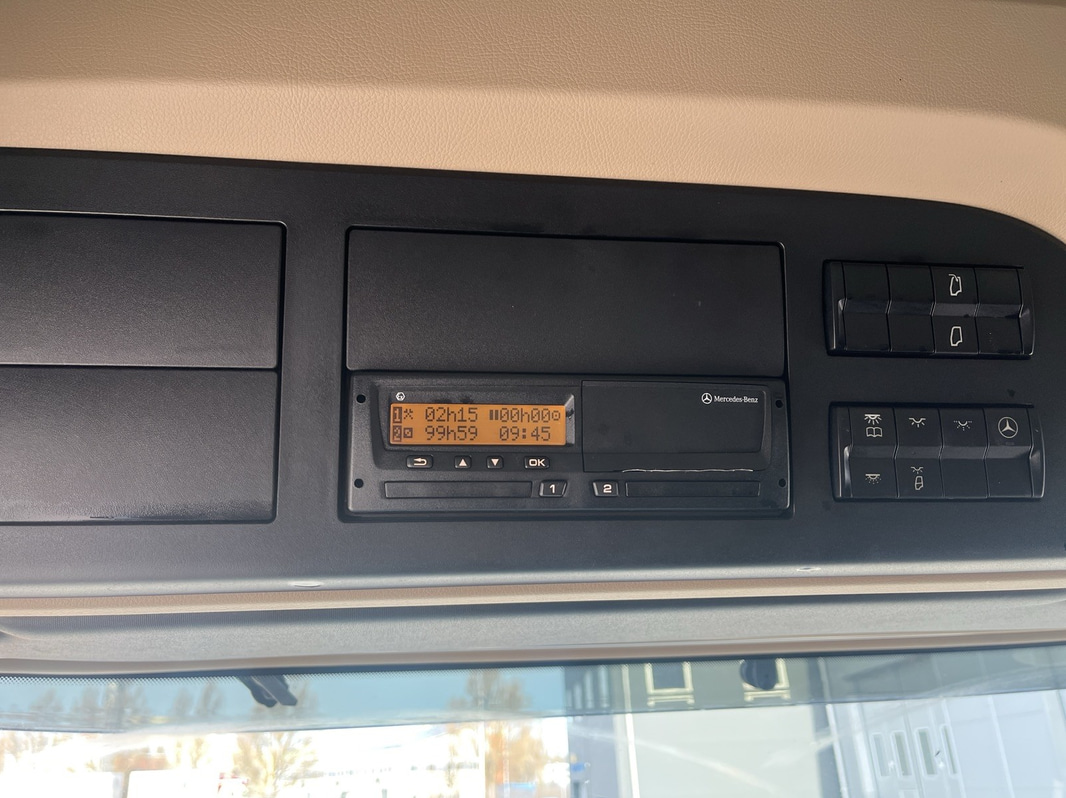 Mercedes-Benz
1 02h15 00h00
2 99h59 09:45
OK
1 2